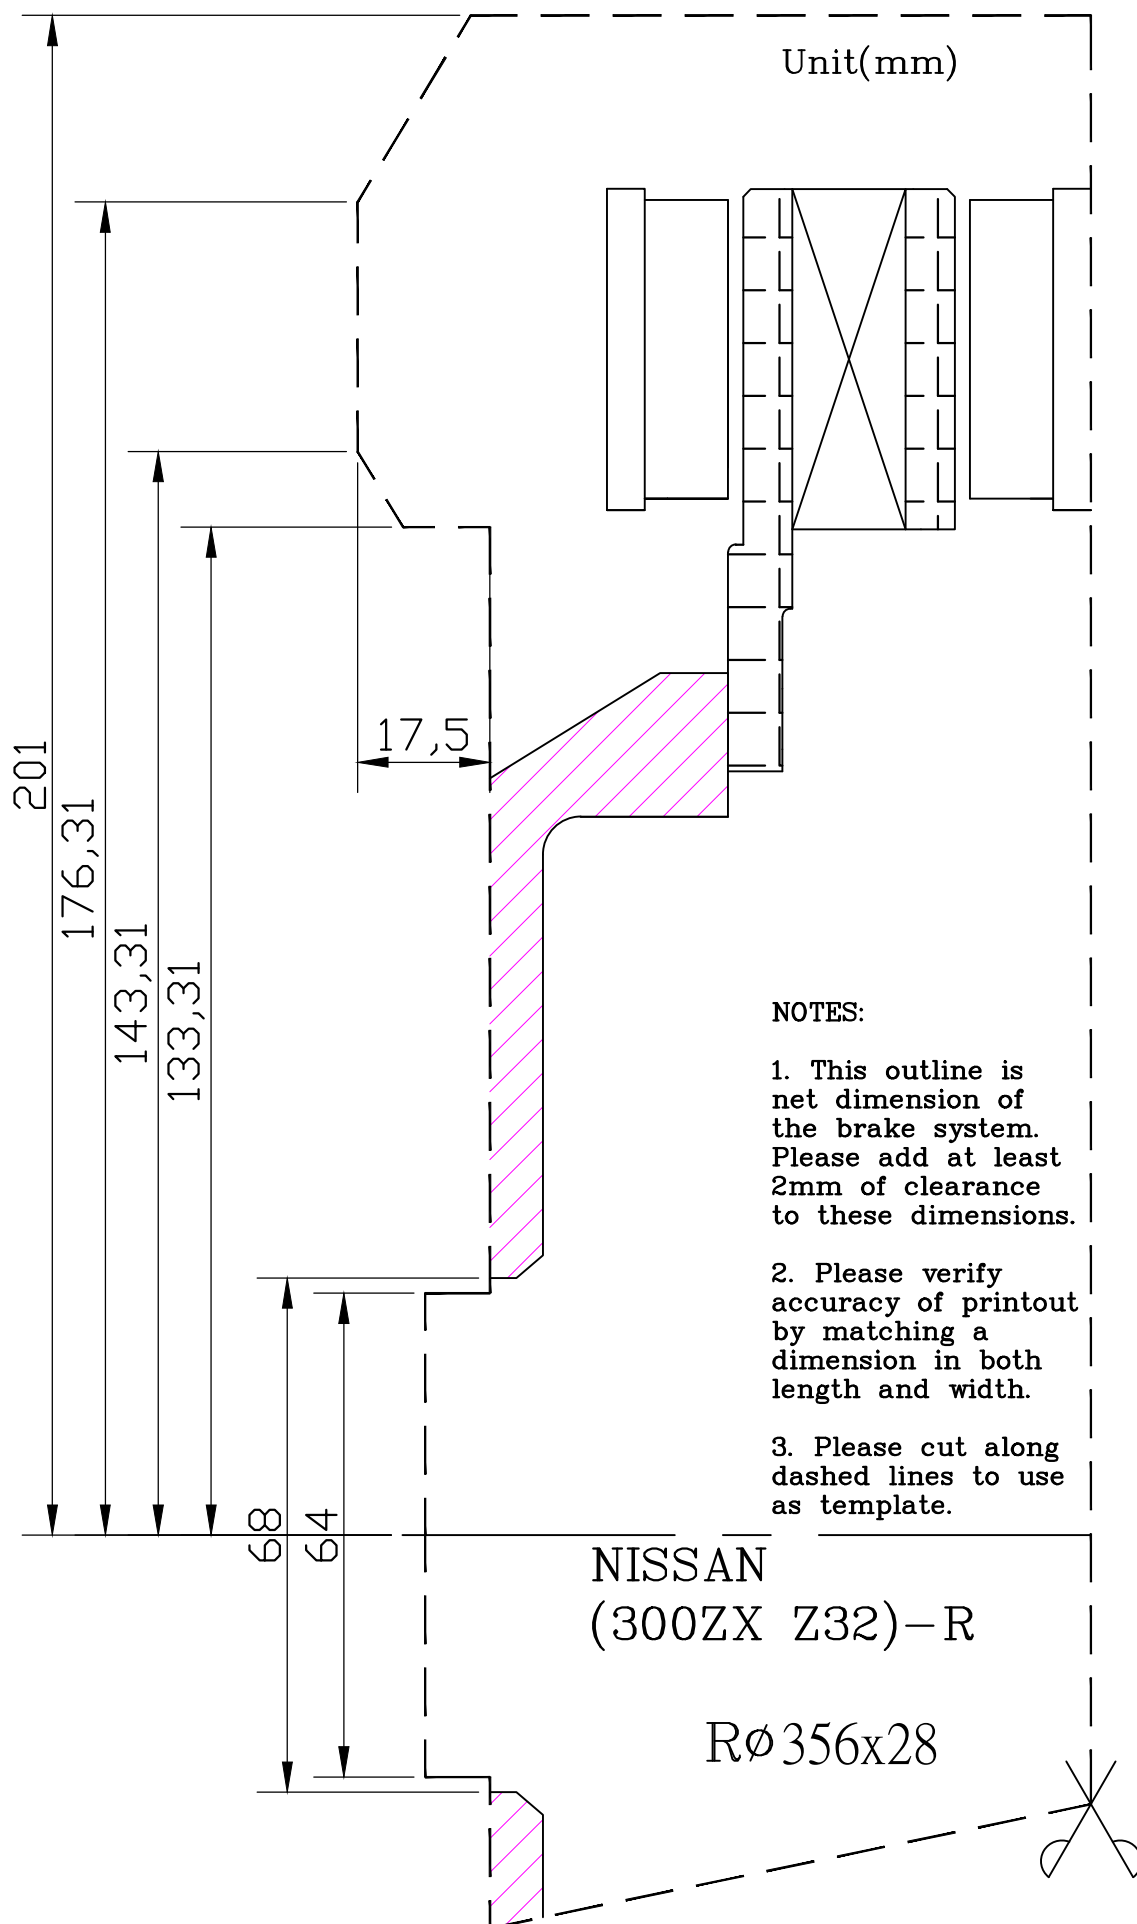 Unit(mm)
17,5
201
176,31
143,31
133,31
NOTES:
1. This outline is
net dimension of
the brake system.
Please add at least
2mm of clearance
to these dimensions.
2. Please verify
accuracy of printout
by matching a
dimension in both
length and width.
3. Please cut along
dashed lines to use
as template.
68
64
NISSAN
(300ZX Z32)-R
RØ356x28